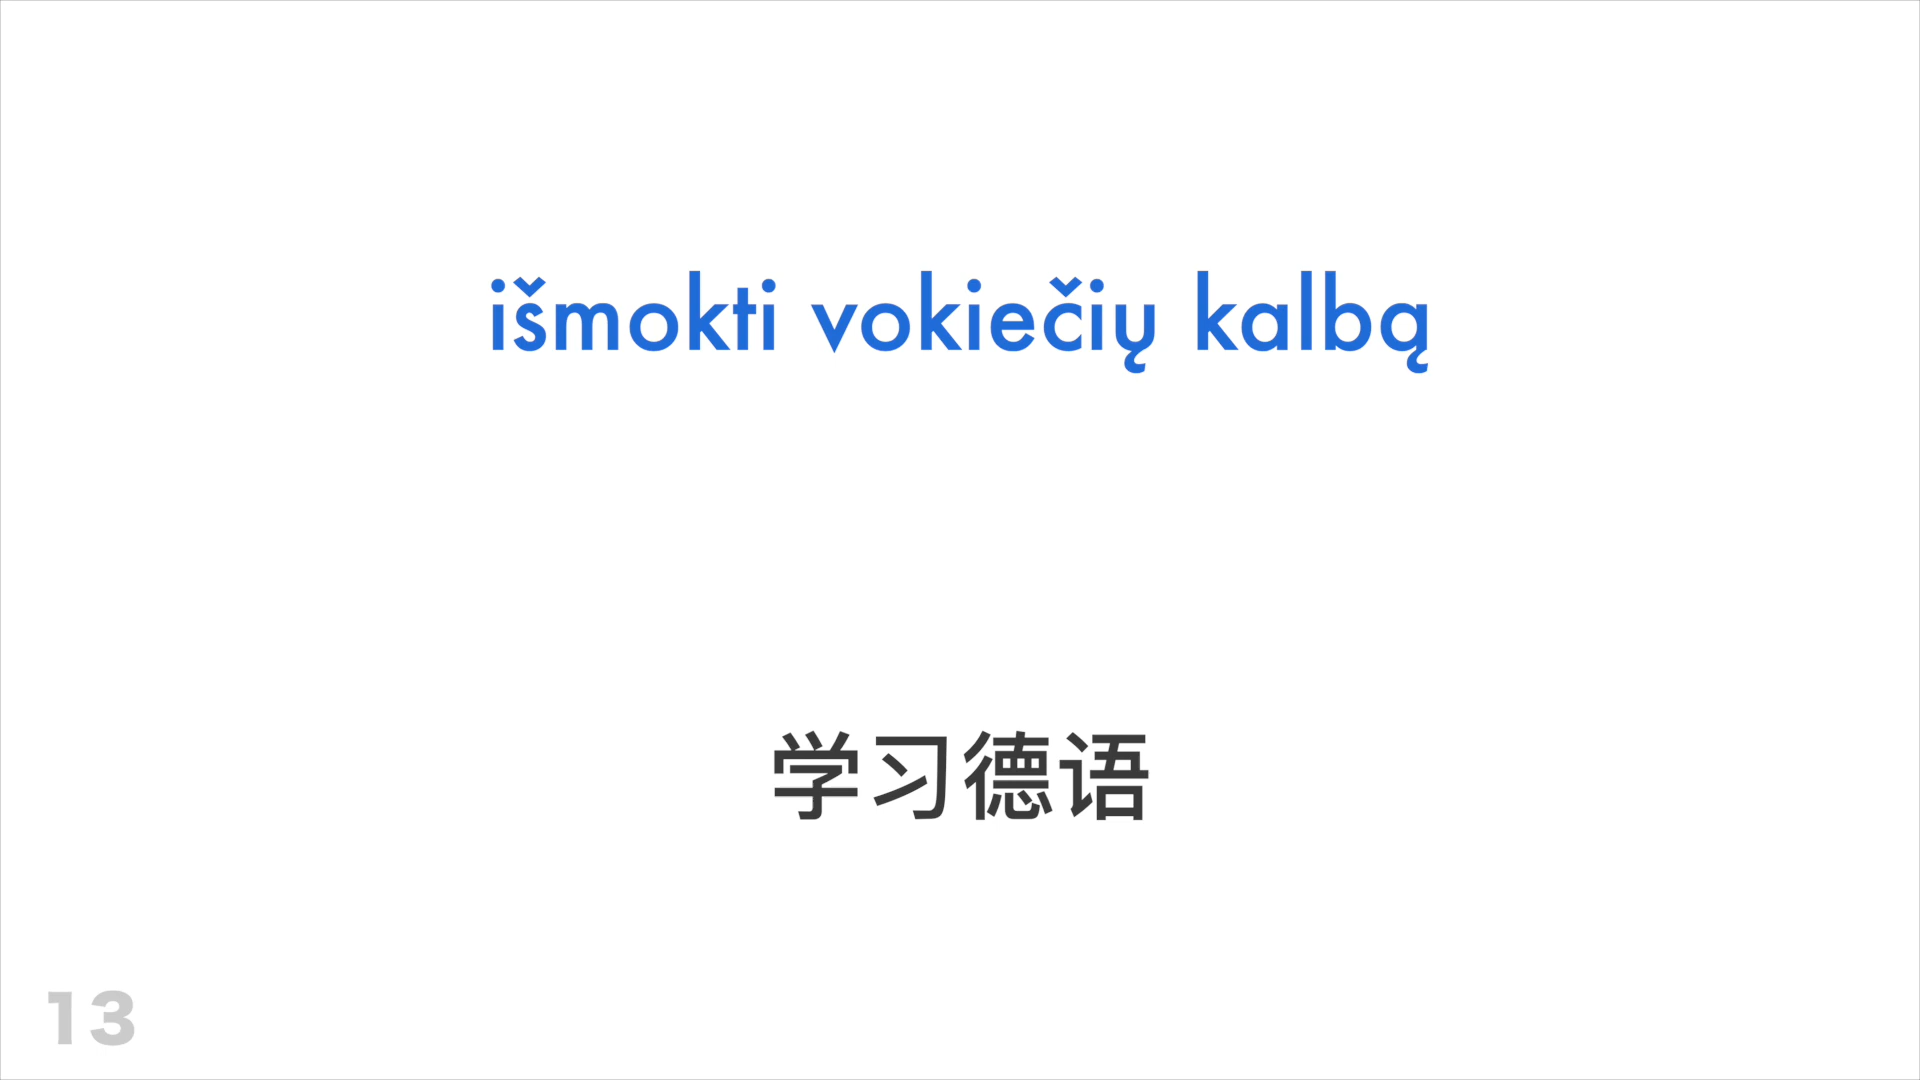 išmokti vokiečių kalbą
学习德语
13